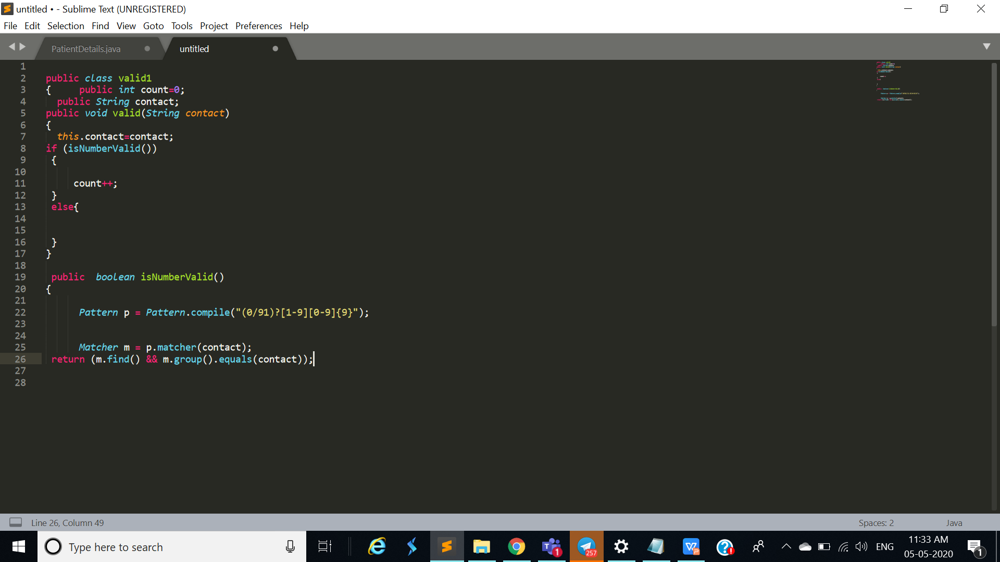 untitled • - Sublime Text (UNREGISTERED)
File Edit Selection Find View Goto Tools Project Preferences Help
PatientDetails.java untitled
1
2 public class valid1
3 { public int count=0;
4 public String contact;
5 public void valid(String contact)
6 {
7 this.contact=contact;
8 if (isNumberValid())
9 {
10
11 count++;
12 }
13 else{
14
15
16 }
17 }
18
19 public boolean isNumberValid()
20 {
21
22 Pattern p = Pattern.compile("(0/91)?[1-9][0-9]{9}");
23
24
25 Matcher m = p.matcher(contact);
26 return (m.find() && m.group().equals(contact));
27
28
Line 26, Column 49 Spaces: 2 Java
Type here to search 1 257 ENG 11:33 AM 1
05-05-2020